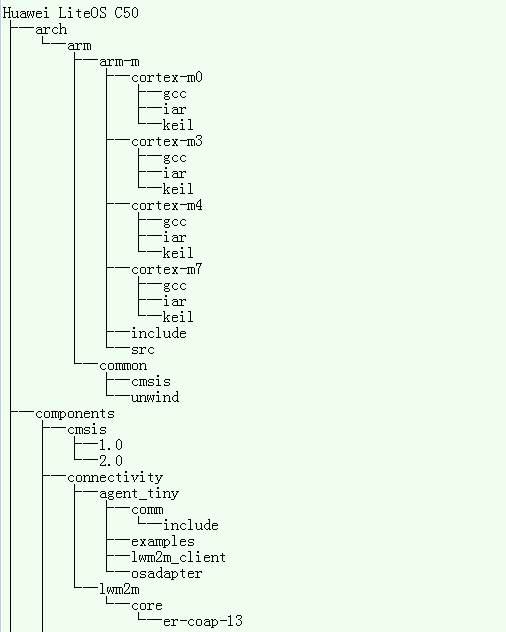 Huawei LiteOS C50
arch
arm
arm-m
cortex-m0
gcc
iar
keil
cortex-m3
gcc
iar
keil
cortex-m4
gcc
iar
keil
cortex-m7
gcc
iar
keil
include
src
common
cmsis
unwind
components
cmsis
1.0
2.0
connectivity
agent_tiny
comm
include
examples
lwm2m_client
osadapter
lwm2m
core
er-coap-13